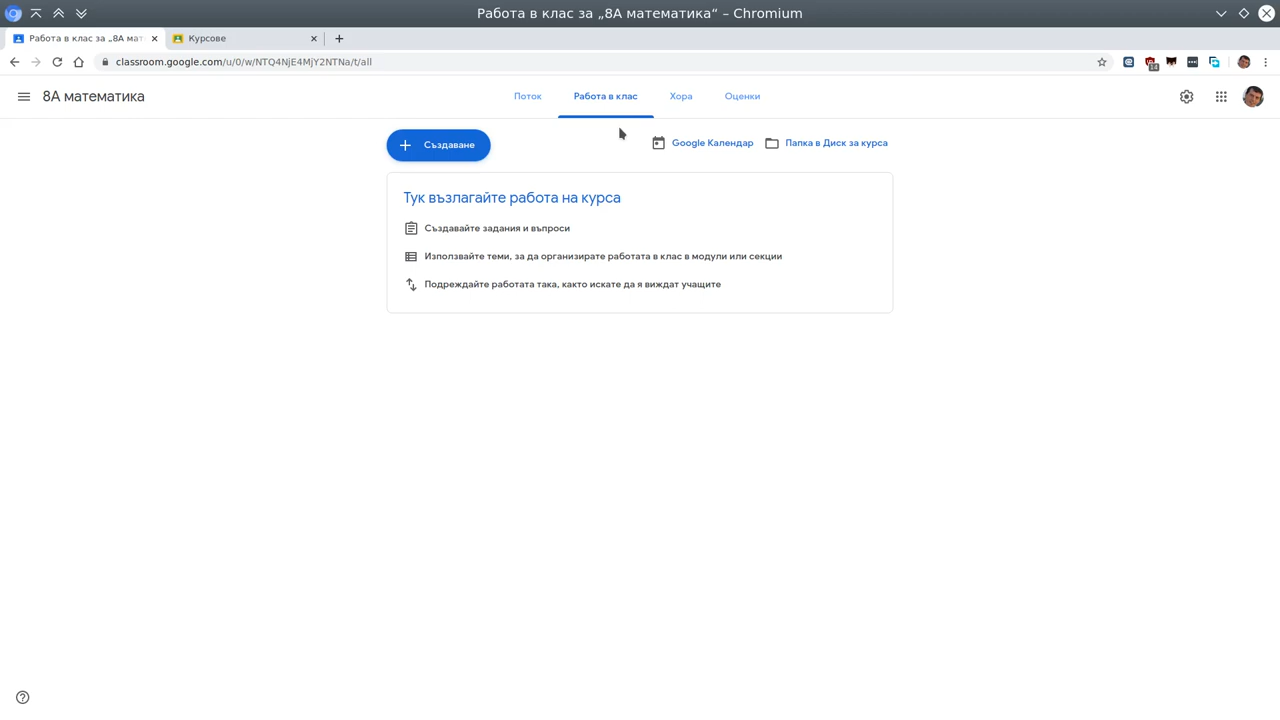 Работа в клас за „8А математика“ – Chromium
Работа в клас за „8А мат
Курсове
classroom.google.com/u/0/w/NTQ4NjE4MjY2NTNa/t/all
14
8А математика
Поток
Работа в клас
Хора
Оценки
Създаване
Google Календар
Папка в Диск за курса
Тук възлагайте работа на курса
Създавайте задания и въпроси
Използвайте теми, за да организирате работата в клас в модули или секции
Подреждайте работата така, както искате да я виждат учащите